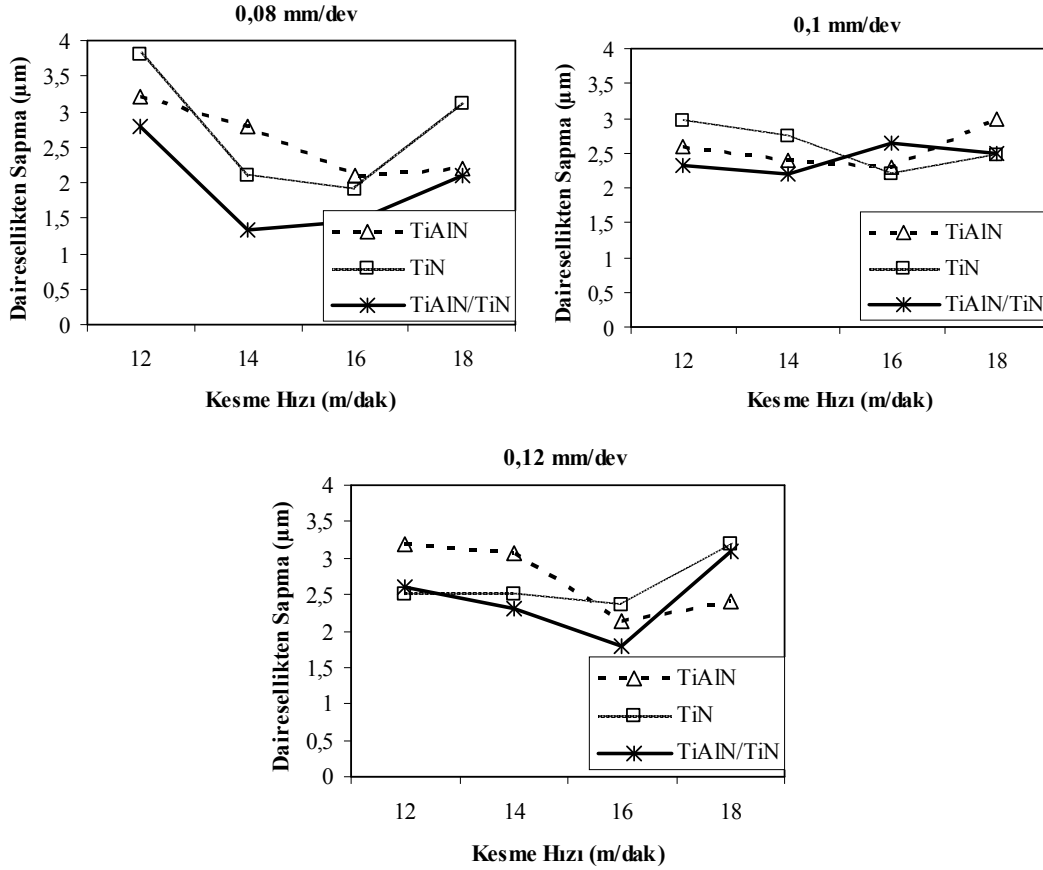 0,08 mm/dev
Dairesellikten Sapma (µm)
4
3,5
3
2,5
2
1,5
1
0,5
0
12 14 16 18
Kesme Hızı (m/dak)
TiAlN
TiN
TiAlN/TiN
0,1 mm/dev
Dairesellikten Sapma (µm)
4
3,5
3
2,5
2
1,5
1
0,5
0
12 14 16 18
Kesme Hızı (m/dak)
TiAlN
TiN
TiAlN/TiN
0,12 mm/dev
Dairesellikten Sapma (µm)
4
3,5
3
2,5
2
1,5
1
0,5
0
12 14 16 18
Kesme Hızı (m/dak)
TiAlN
TiN
TiAlN/TiN